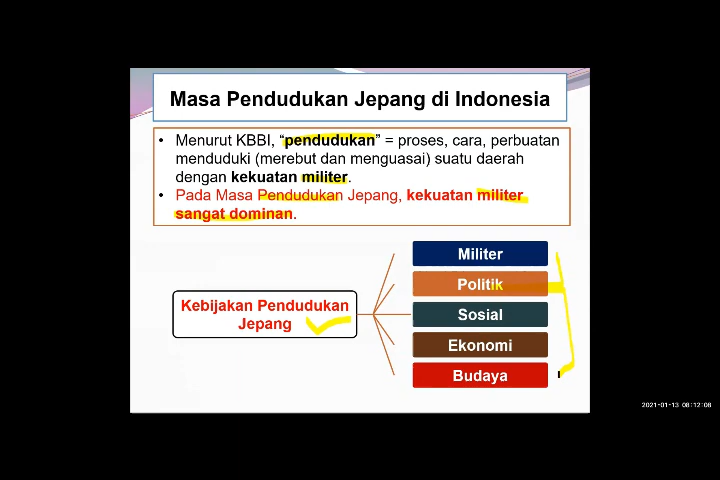 Masa Pendudukan Jepang di Indonesia
• Menurut KBBI, “pendudukan” = proses, cara, perbuatan
menduduki (merebut dan menguasai) suatu daerah
dengan kekuatan militer.
• Pada Masa Pendudukan Jepang, kekuatan militer
sangat dominan.
Kebijakan Pendudukan
Jepang
Militer
Politik
Sosial
Ekonomi
Budaya
2021-01-13 08:12:08